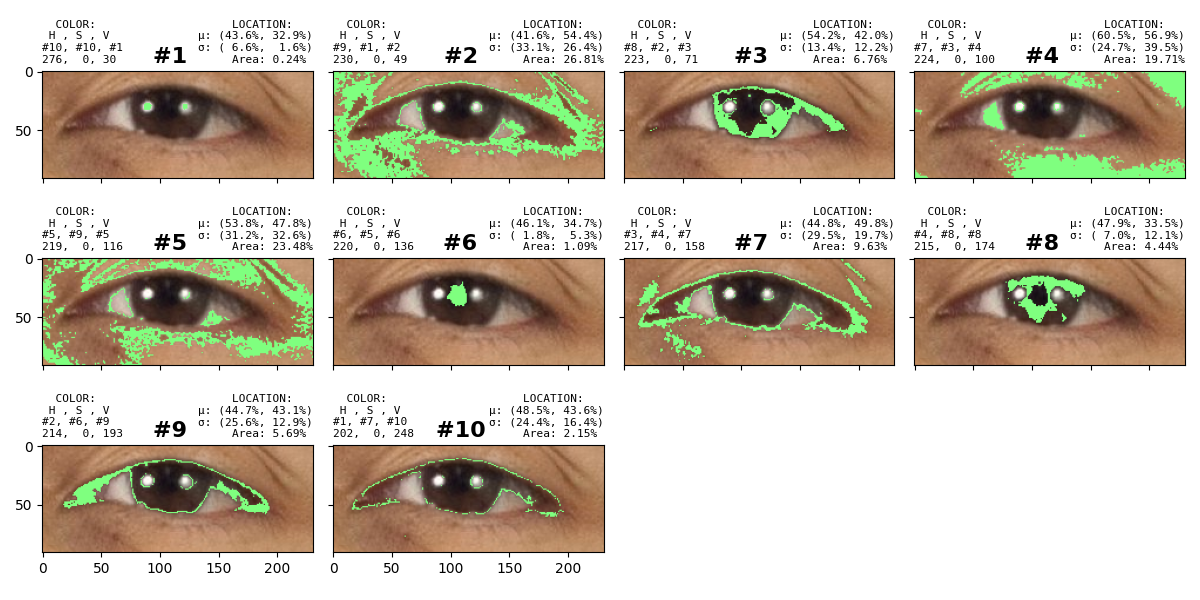 COLOR: LOCATION:
H , S , V μ: (43.6%, 32.9%)
#10, #10, #1 #1 σ: ( 6.6%,  1.6%)
276,  0, 30 Area: 0.24%
COLOR: LOCATION:
H , S , V μ: (41.6%, 54.4%)
#9, #1, #2 #2 σ: (33.1%, 26.4%)
230,  0, 49 Area: 26.81%
COLOR: LOCATION:
H , S , V μ: (54.2%, 42.0%)
#8, #2, #3 #3 σ: (13.4%, 12.2%)
223,  0, 71 Area: 6.76%
COLOR: LOCATION:
H , S , V μ: (60.5%, 56.9%)
#7, #3, #4 #4 σ: (24.7%, 39.5%)
224,  0, 100 Area: 19.71%
0
50
COLOR: LOCATION:
H , S , V μ: (53.8%, 47.8%)
#5, #9, #5 #5 σ: (31.2%, 32.6%)
219,  0, 116 Area: 23.48%
COLOR: LOCATION:
H , S , V μ: (46.1%, 34.7%)
#6, #5, #6 #6 σ: ( 1.8%,  5.3%)
220,  0, 136 Area: 1.09%
COLOR: LOCATION:
H , S , V μ: (44.8%, 49.8%)
#3, #4, #7 #7 σ: (29.5%, 19.7%)
217,  0, 158 Area: 9.63%
COLOR: LOCATION:
H , S , V μ: (47.9%, 33.5%)
#4, #8, #8 #8 σ: ( 7.0%, 12.1%)
215,  0, 174 Area: 4.44%
0
50
COLOR: LOCATION:
H , S , V μ: (44.7%, 43.1%)
#2, #6, #9 #9 σ: (25.6%, 12.9%)
214,  0, 193 Area: 5.69%
COLOR: LOCATION:
H , S , V μ: (48.5%, 43.6%)
#1, #7, #10 #10 σ: (24.4%, 16.4%)
202,  0, 248 Area: 2.15%
0
50
0 50 100 150 200
0 50 100 150 200